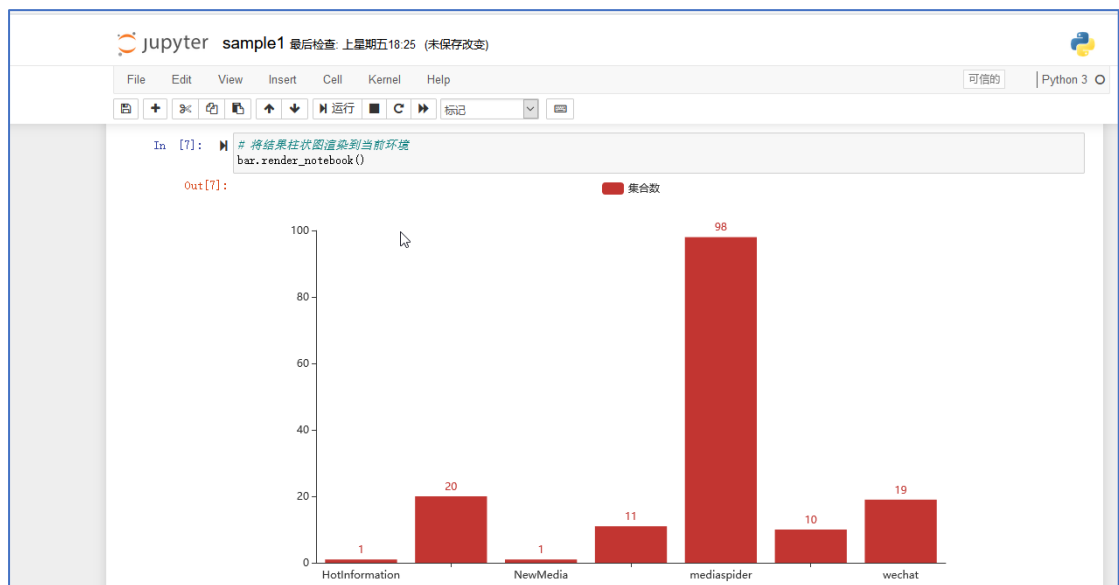 jupyter sample1 最后检查: 上星期五18:25 (未保存改变)
File Edit View Insert Cell Kernel Help 可信的 Python 3
运行 标记
In [7]: # 将结果柱状图渲染到当前环境
bar.render_notebook()
Out[7]: 集合数
98
100
80
60
40
20
20
19
11
10
1
1
0
HotInformation NewMedia mediaspider wechat